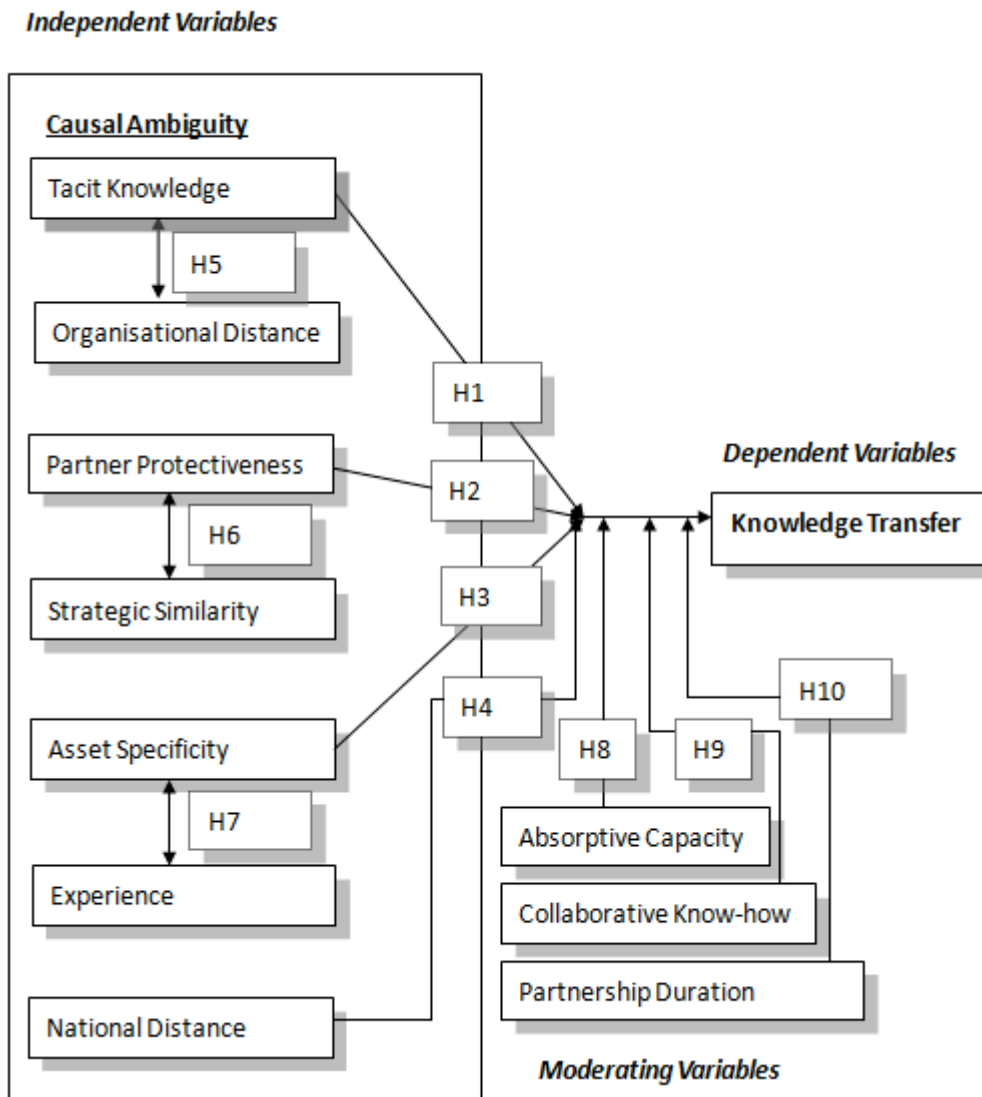 Independent Variables
Causal Ambiguity
Tacit Knowledge
H5
Organisational Distance
H1
Partner Protectiveness
H2
Dependent Variables
Knowledge Transfer
H6
H3
Strategic Similarity
H4
H10
Asset Specificity
H8
H9
H7
Absorptive Capacity
Experience
Collaborative Know-how
Partnership Duration
National Distance
Moderating Variables